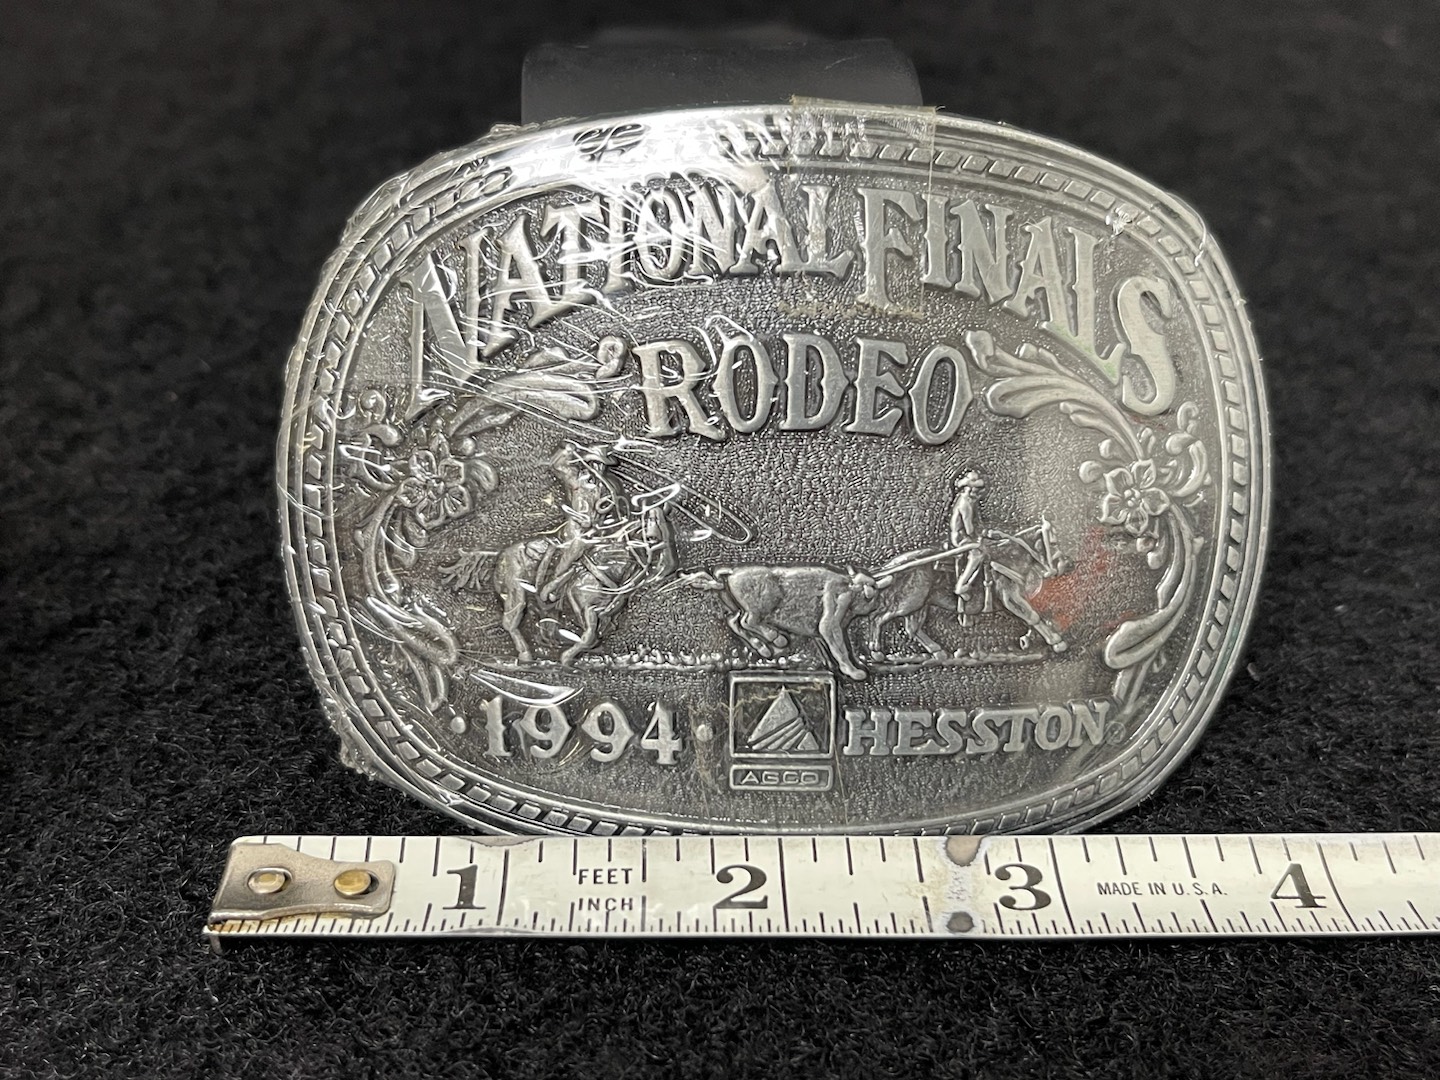 NATIONAL FINALS
RODEO
• 1994 •
HESSTON
AGCO
1 FEET INCH 2 3 MADE IN U.S.A. 4